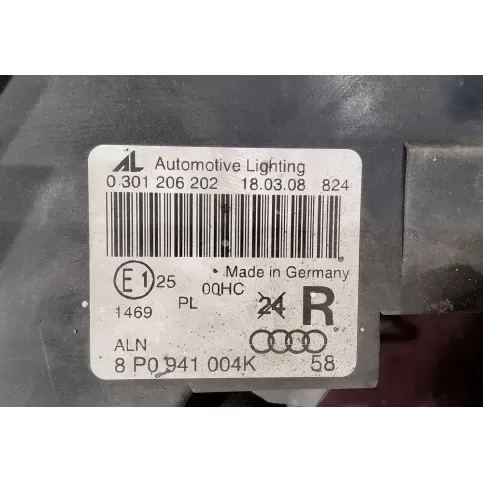 AL Automotive Lighting
0 301 206 202 18.03.08 824
Made in Germany
E1 25 00HC
PL 24 R
1469
ALN
8 P0 941 004K 58